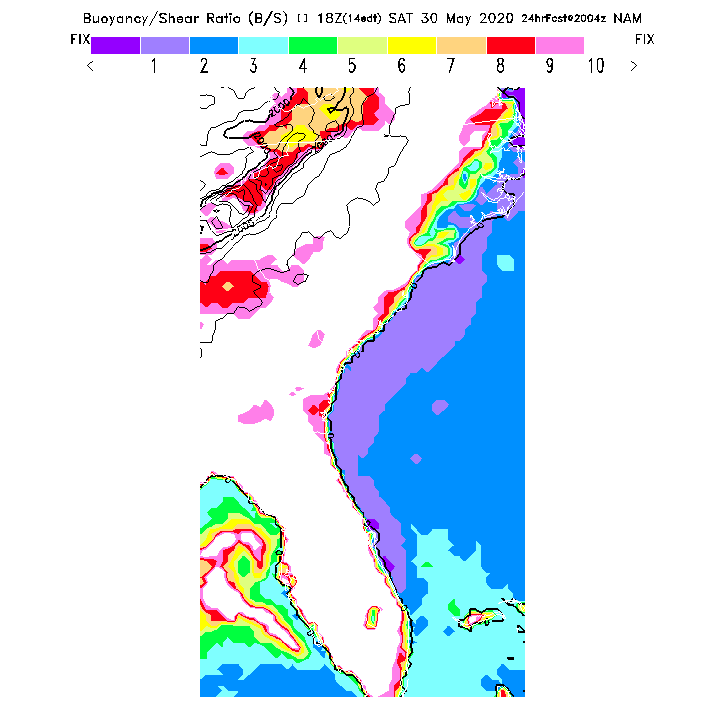 Buoyancy/Shear Ratio (B/S) [] 18Z(14edt) SAT 30 May 2020 24hrFcst@2004z NAM
FIX FIX
< 1 2 3 4 5 6 7 8 9 10 >